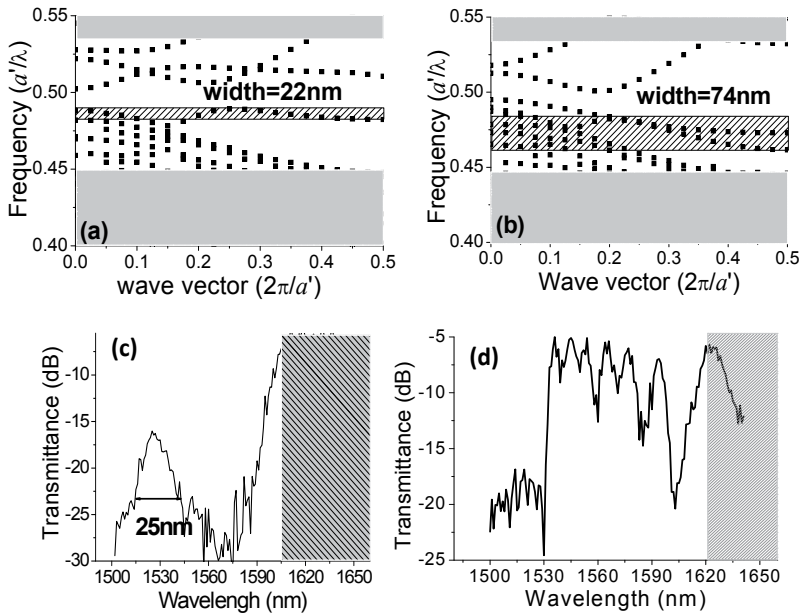 0.55
0.50
0.45
0.40
Frequency (a'/λ)
width=22nm
(a)
0.0 0.1 0.2 0.3 0.4 0.5
wave vector (2π/a')
0.55
0.50
0.45
0.40
Frequency (a'/λ)
width=74nm
(b)
0.0 0.1 0.2 0.3 0.4 0.5
Wave vector (2π/a')
(c)
-10
-15
-20
-25
-30
Transmittance (dB)
25nm
1500 1530 1560 1590 1620 1650
Wavelengh (nm)
(d)
-5
-10
-15
-20
-25
Transmittance (dB)
1500 1530 1560 1590 1620 1650
Wavelength (nm)